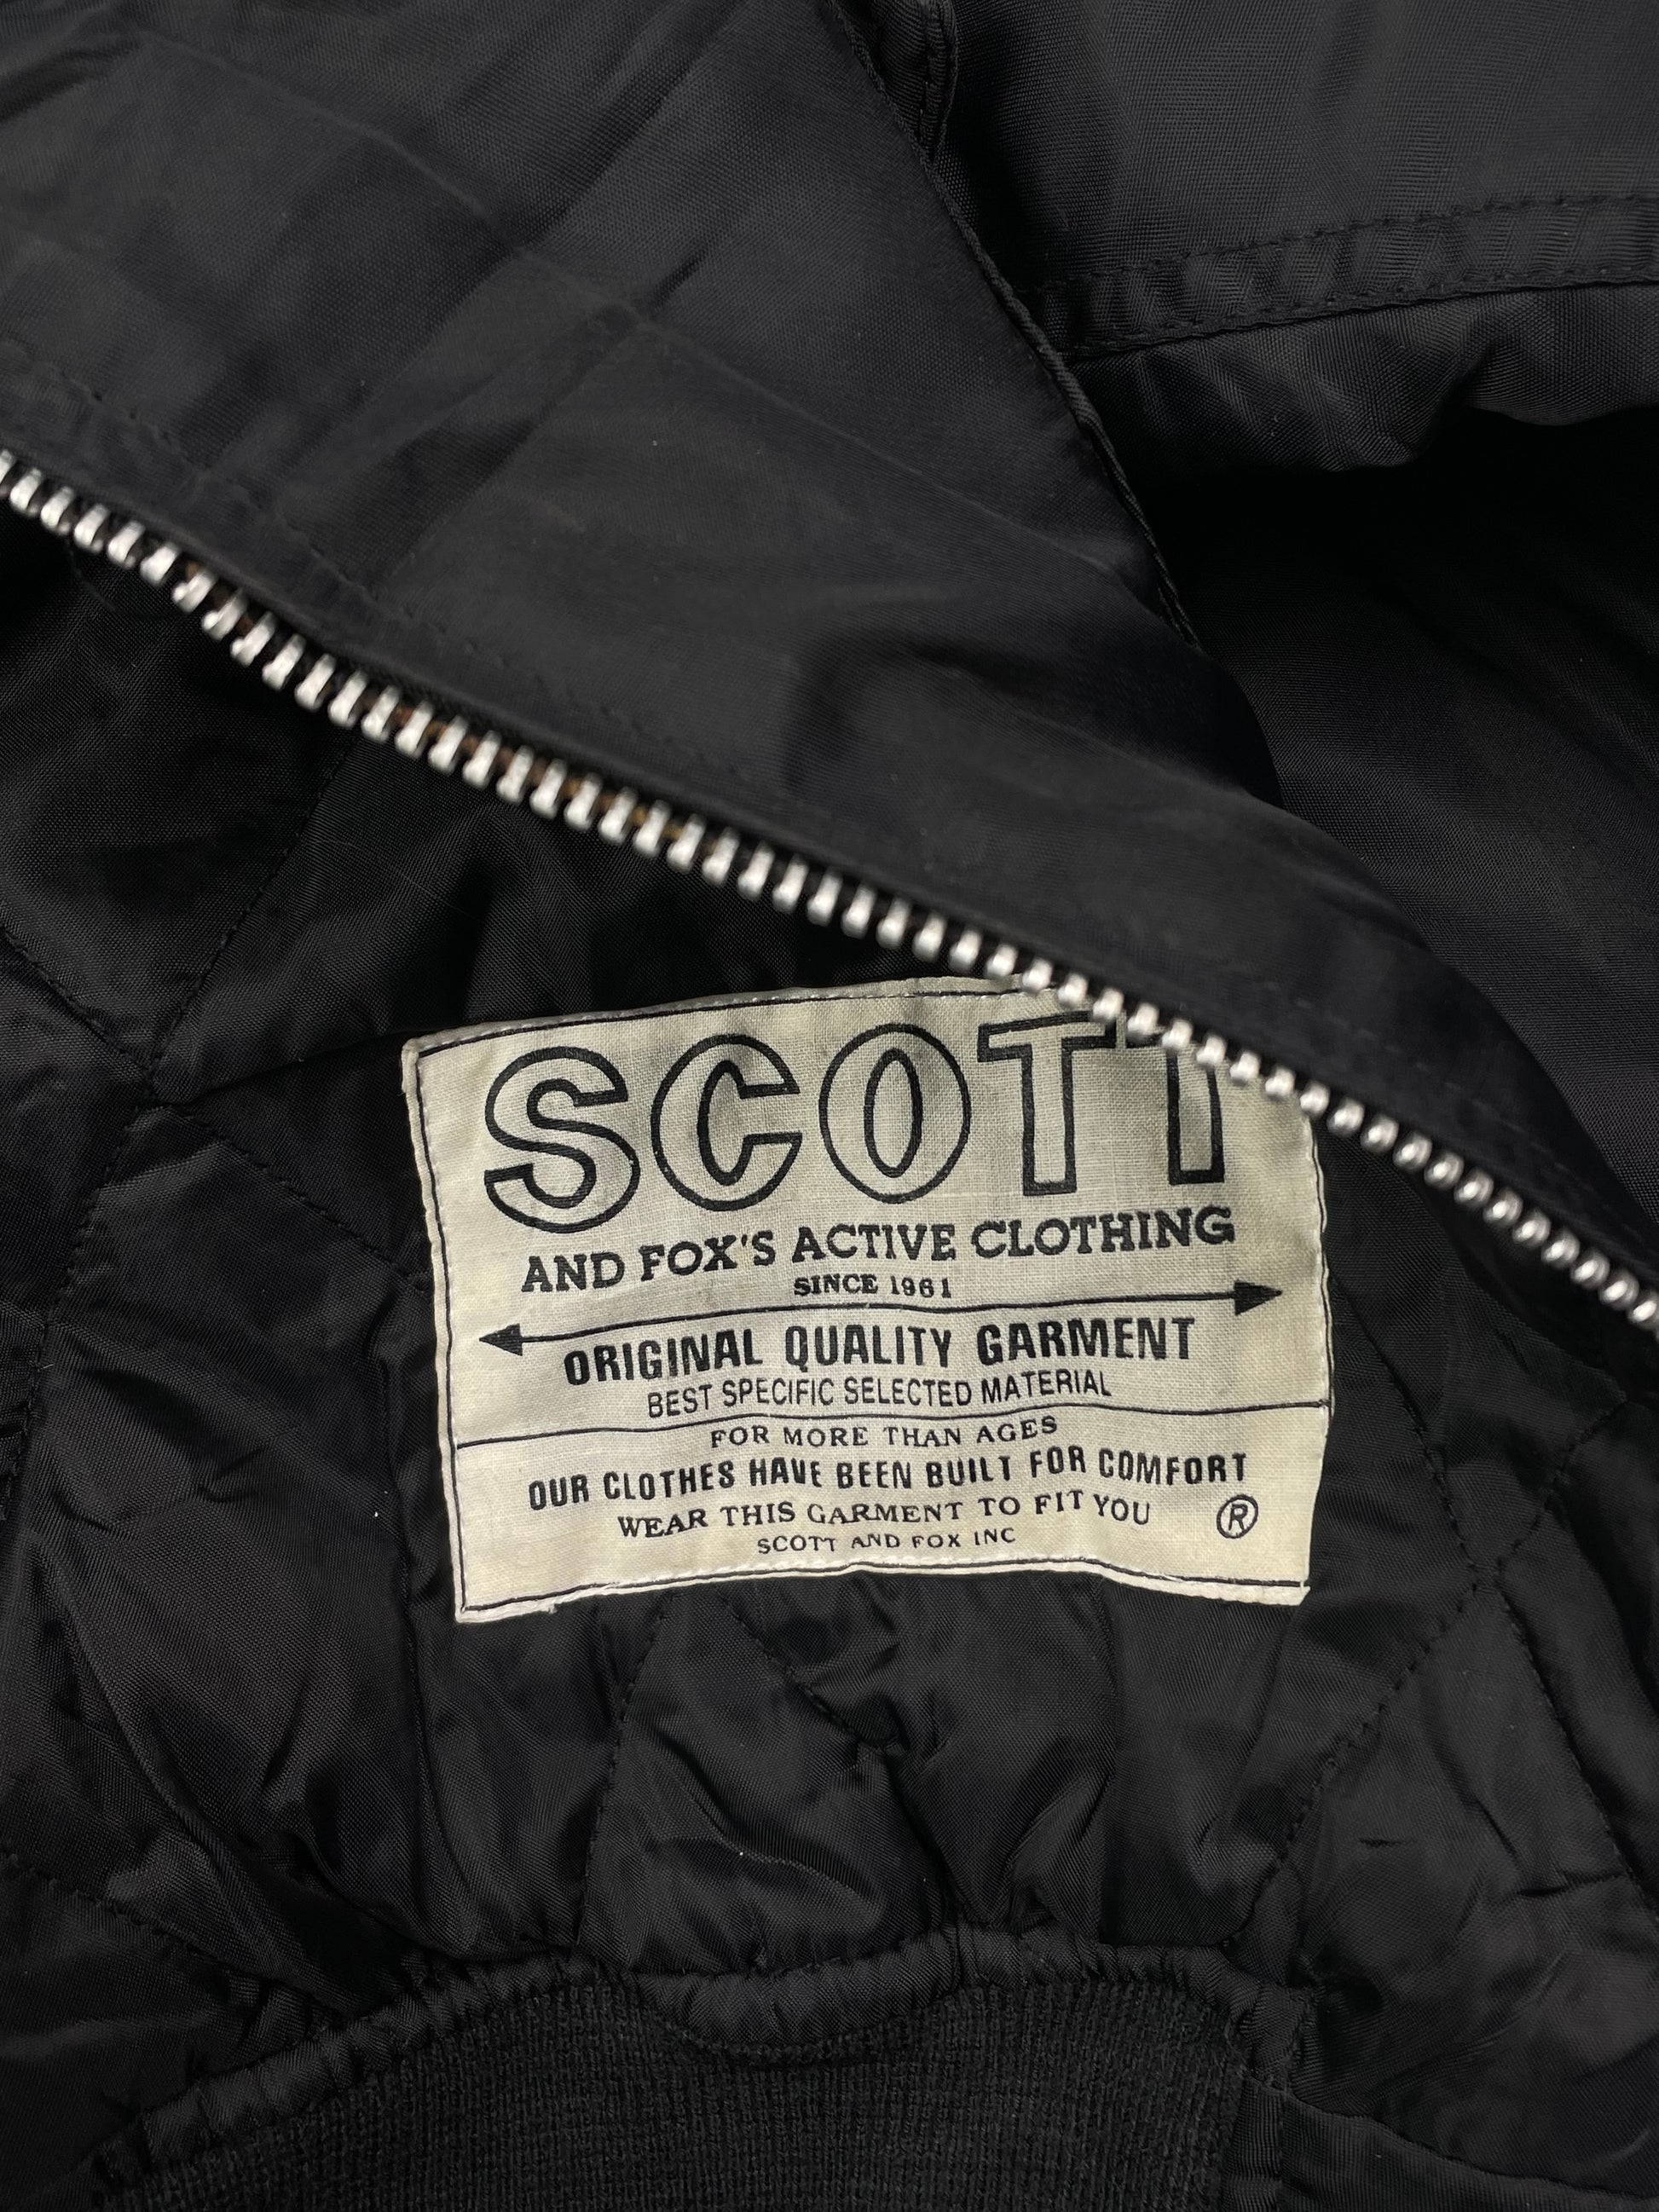 SCOTT
AND FOX'S ACTIVE CLOTHING
SINCE 1961
ORIGINAL QUALITY GARMENT
BEST SPECIFIC SELECTED MATERIAL
FOR MORE THAN AGES
OUR CLOTHES HAVE BEEN BUILT FOR COMFORT
WEAR THIS GARMENT TO FIT YOU ®
SCOTT AND FOX INC